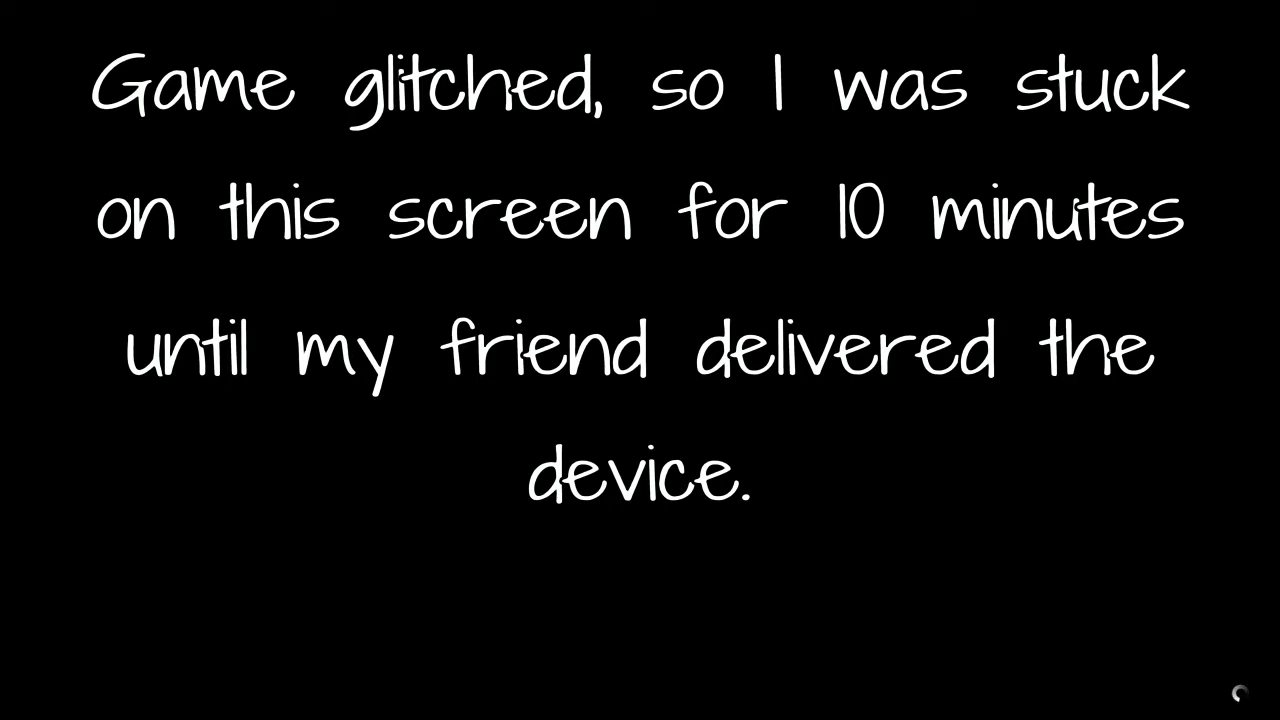 Game glitched, so I was stuck
on this screen for 10 minutes
until my friend delivered the
device.